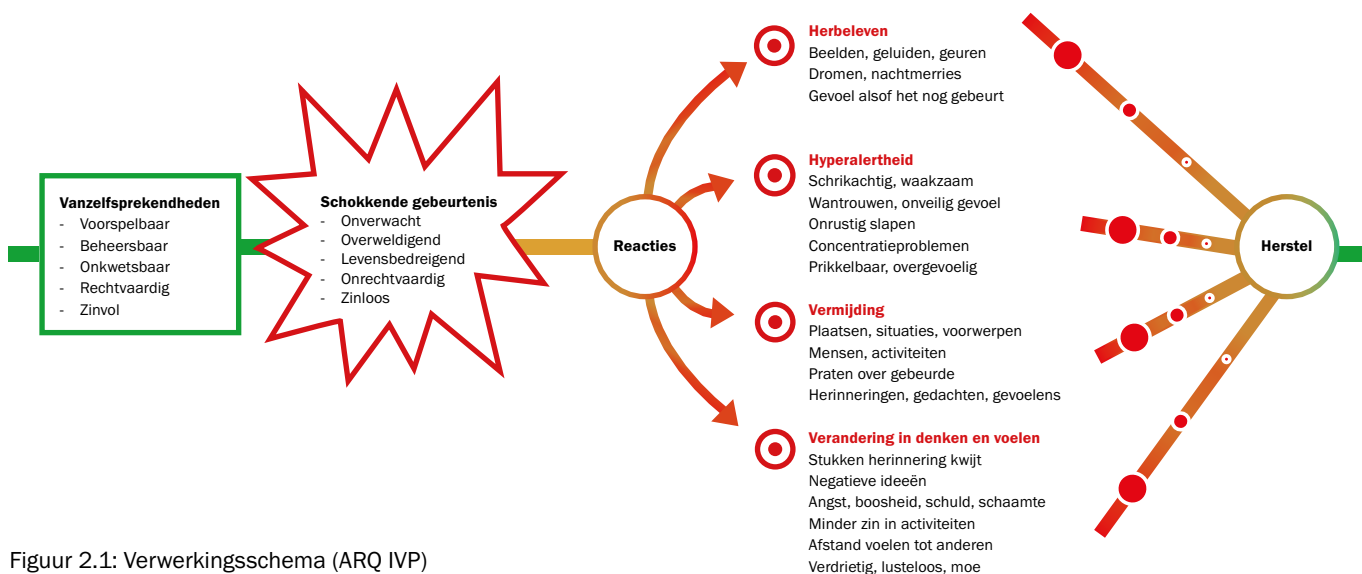 Vanzelfsprekendheden
- Voorspelbaar
- Beheersbaar
- Onkwetsbaar
- Rechtvaardig
- Zinvol
Schokkende gebeurtenis
- Onverwacht
- Overweldigend
- Levensbedreigend
- Onrechtvaardig
- Zinloos
Reacties
Herbeleven
Beelden, geluiden, geuren
Dromen, nachtmerries
Gevoel alsof het nog gebeurt
Hyperalertheid
Schrikachtig, waakzaam
Wantrouwen, onveilig gevoel
Onrustig slapen
Concentratieproblemen
Prikkelbaar, overgevoelig
Vermijding
Plaatsen, situaties, voorwerpen
Mensen, activiteiten
Praten over gebeurde
Herinneringen, gedachten, gevoelens
Verandering in denken en voelen
Stukken herinnering kwijt
Negatieve ideeën
Angst, boosheid, schuld, schaamte
Minder zin in activiteiten
Afstand voelen tot anderen
Verdrietig, lusteloos, moe
Herstel
Figuur 2.1: Verwerkingsschema (ARQ IVP)